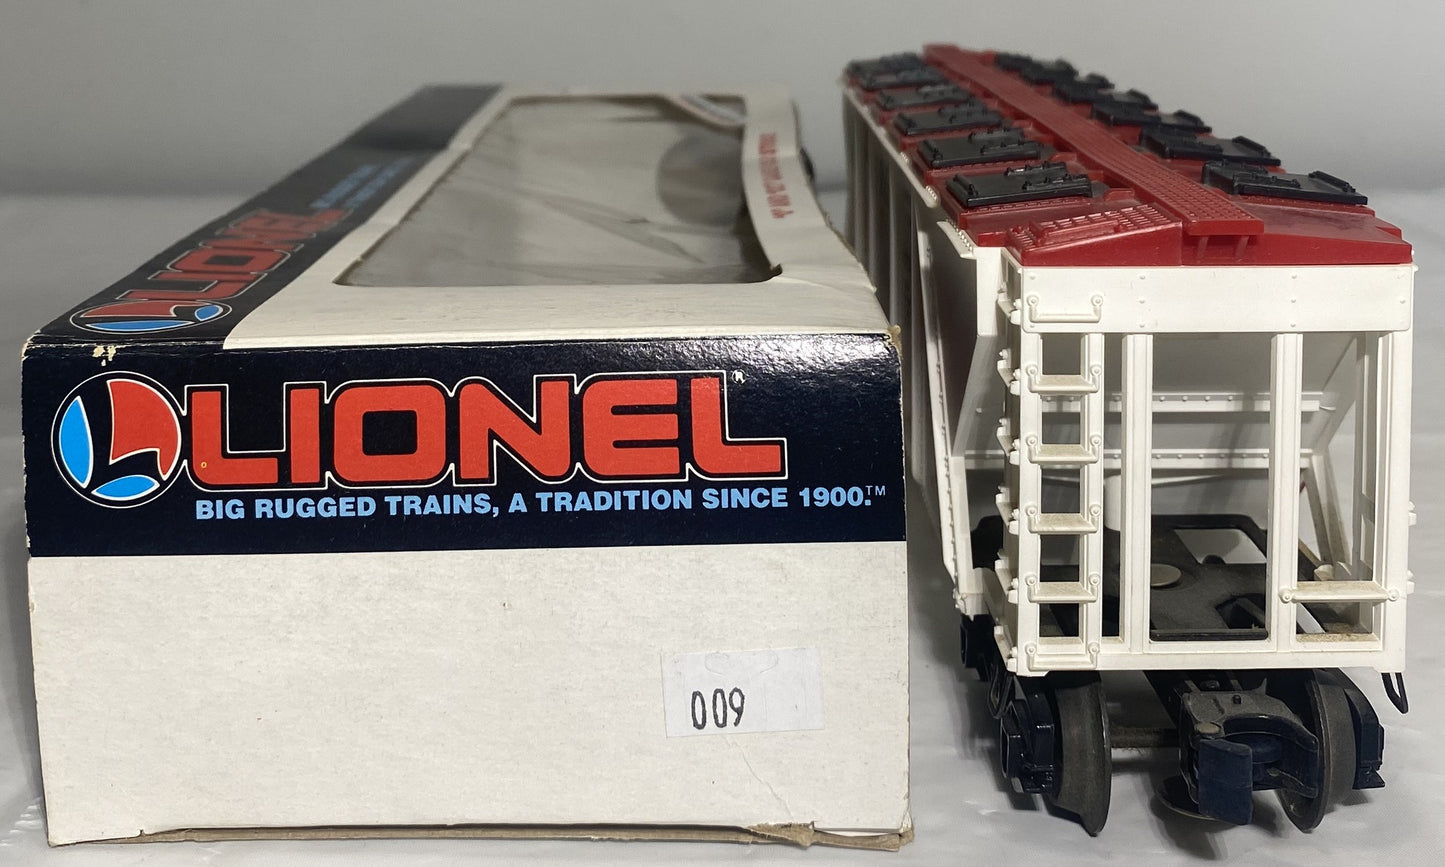 LIONEL
LIONEL®
BIG RUGGED TRAINS, A TRADITION SINCE 1900.™
009